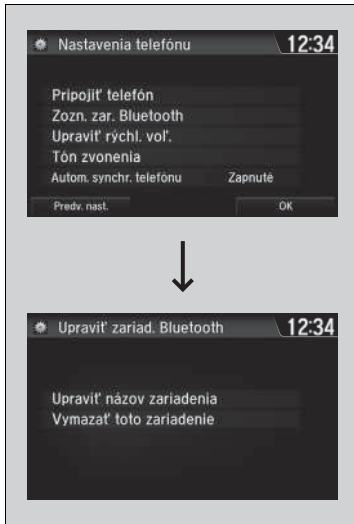 Nastavenia telefónu 12:34
Pripojiť telefón
Zozn. zar. Bluetooth
Upraviť rýchl. voľ.
Tón zvonenia
Autom. synchr. telefónu Zapnuté
Predv. nast. OK
Upraviť zariad. Bluetooth 12:34
Upraviť názov zariadenia
Vymazať toto zariadenie